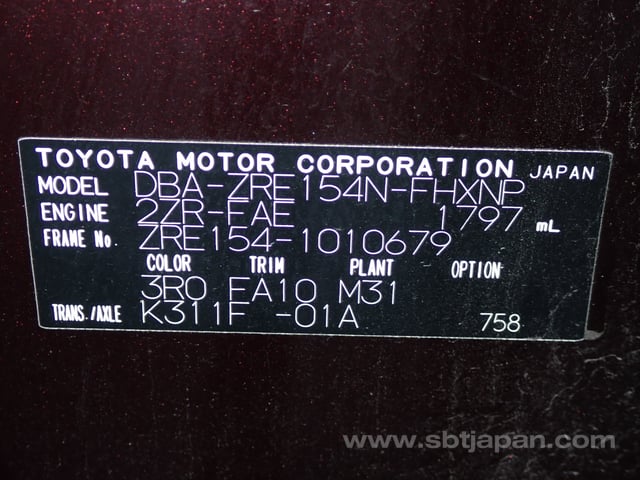 TOYOTA MOTOR CORPORATION JAPAN
MODEL DBA-ZRE154N-FHXNP
ENGINE 2ZR-FAE 1797 mL
FRAME No. ZRE154-1010679
COLOR TRIM PLANT OPTION
3R0 FA10 M31
TRANS./AXLE K311F -01A 758
www.sbtjapan.com